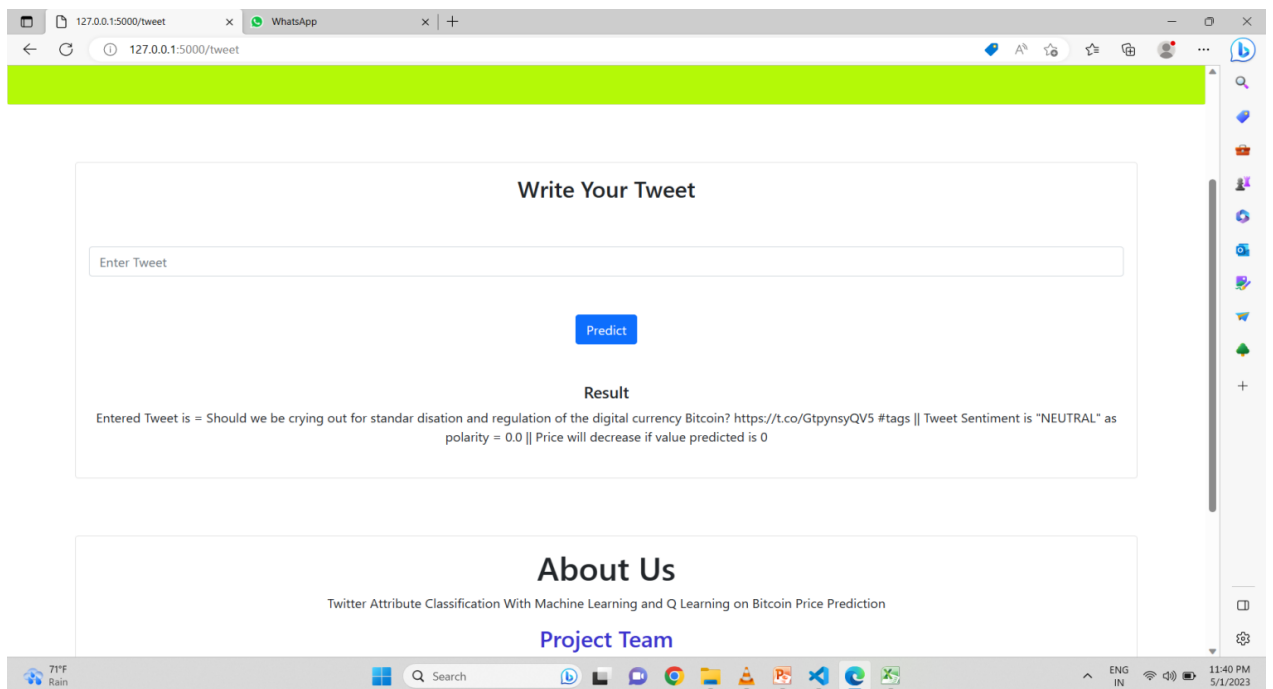 127.0.0.1:5000/tweet
WhatsApp
127.0.0.1:5000/tweet
Write Your Tweet
Enter Tweet
Predict
Result
Entered Tweet is = Should we be crying out for standar disation and regulation of the digital currency Bitcoin? https://t.co/GtpynsyQV5 #tags || Tweet Sentiment is "NEUTRAL" as
polarity = 0.0 || Price will decrease if value predicted is 0
About Us
Twitter Attribute Classification With Machine Learning and Q Learning on Bitcoin Price Prediction
Project Team
71°F
Rain
Search
ENG
IN
11:40 PM
5/1/2023